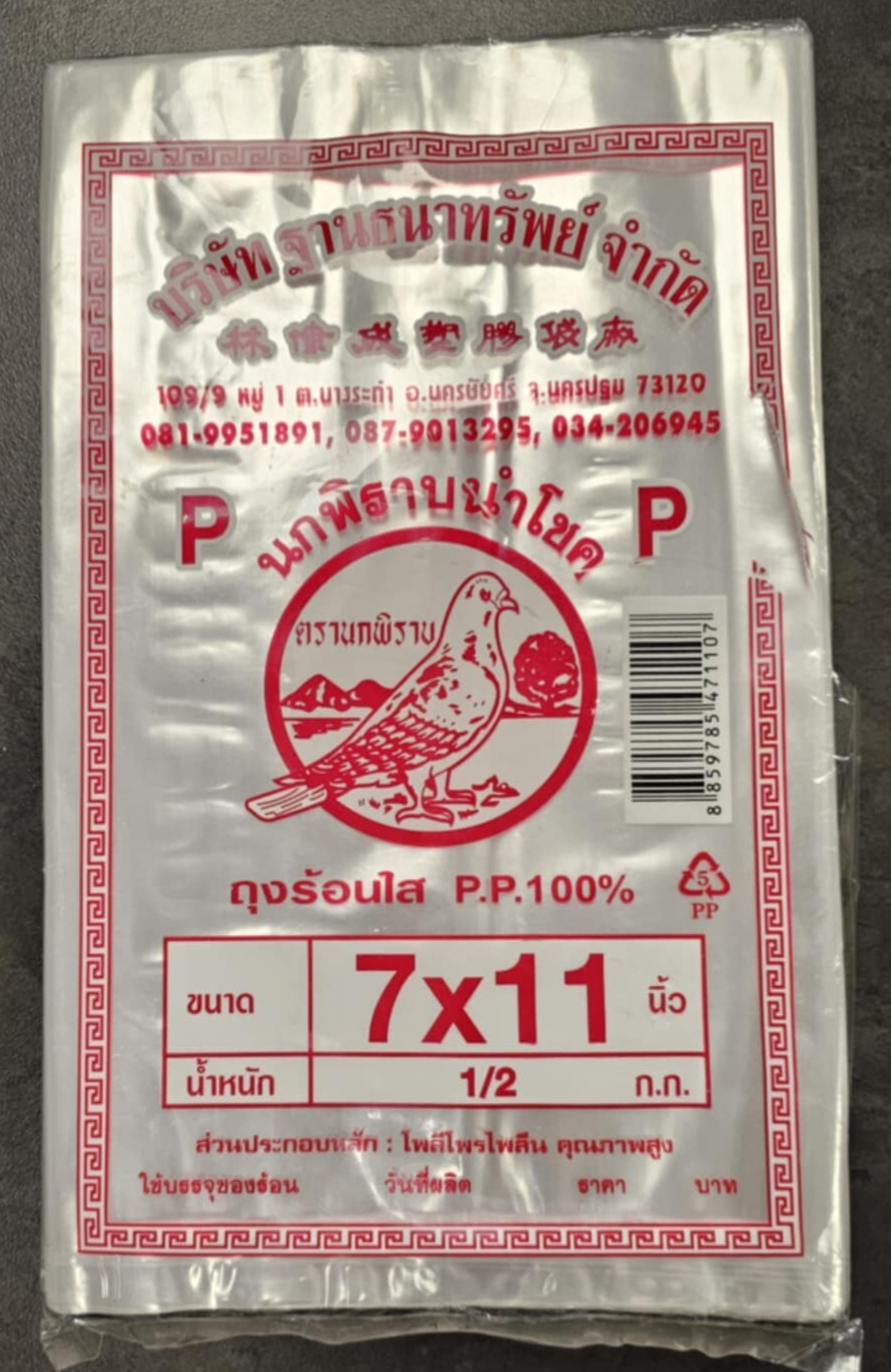 บริษัท ฐานธนาทรัพย์ จำกัด
林 成塑膠袋廠
109/9 หมู่ 1 ต.บางระกำ อ.นครชัยศรี จ.นครปฐม 73120
081-9951891, 087-9013295, 034-206945
P นกพิราบนำโชค P
ตรานกพิราบ
8 859785 471107
ถุงร้อนใส P.P.100%
5
PP
ขนาด 7x11 นิ้ว
น้ำหนัก 1/2 ก.ก.
ส่วนประกอบหลัก : โพลีโพรไพลีน คุณภาพสูง
ใช้บรรจุของร้อน วันที่ผลิต ราคา บาท